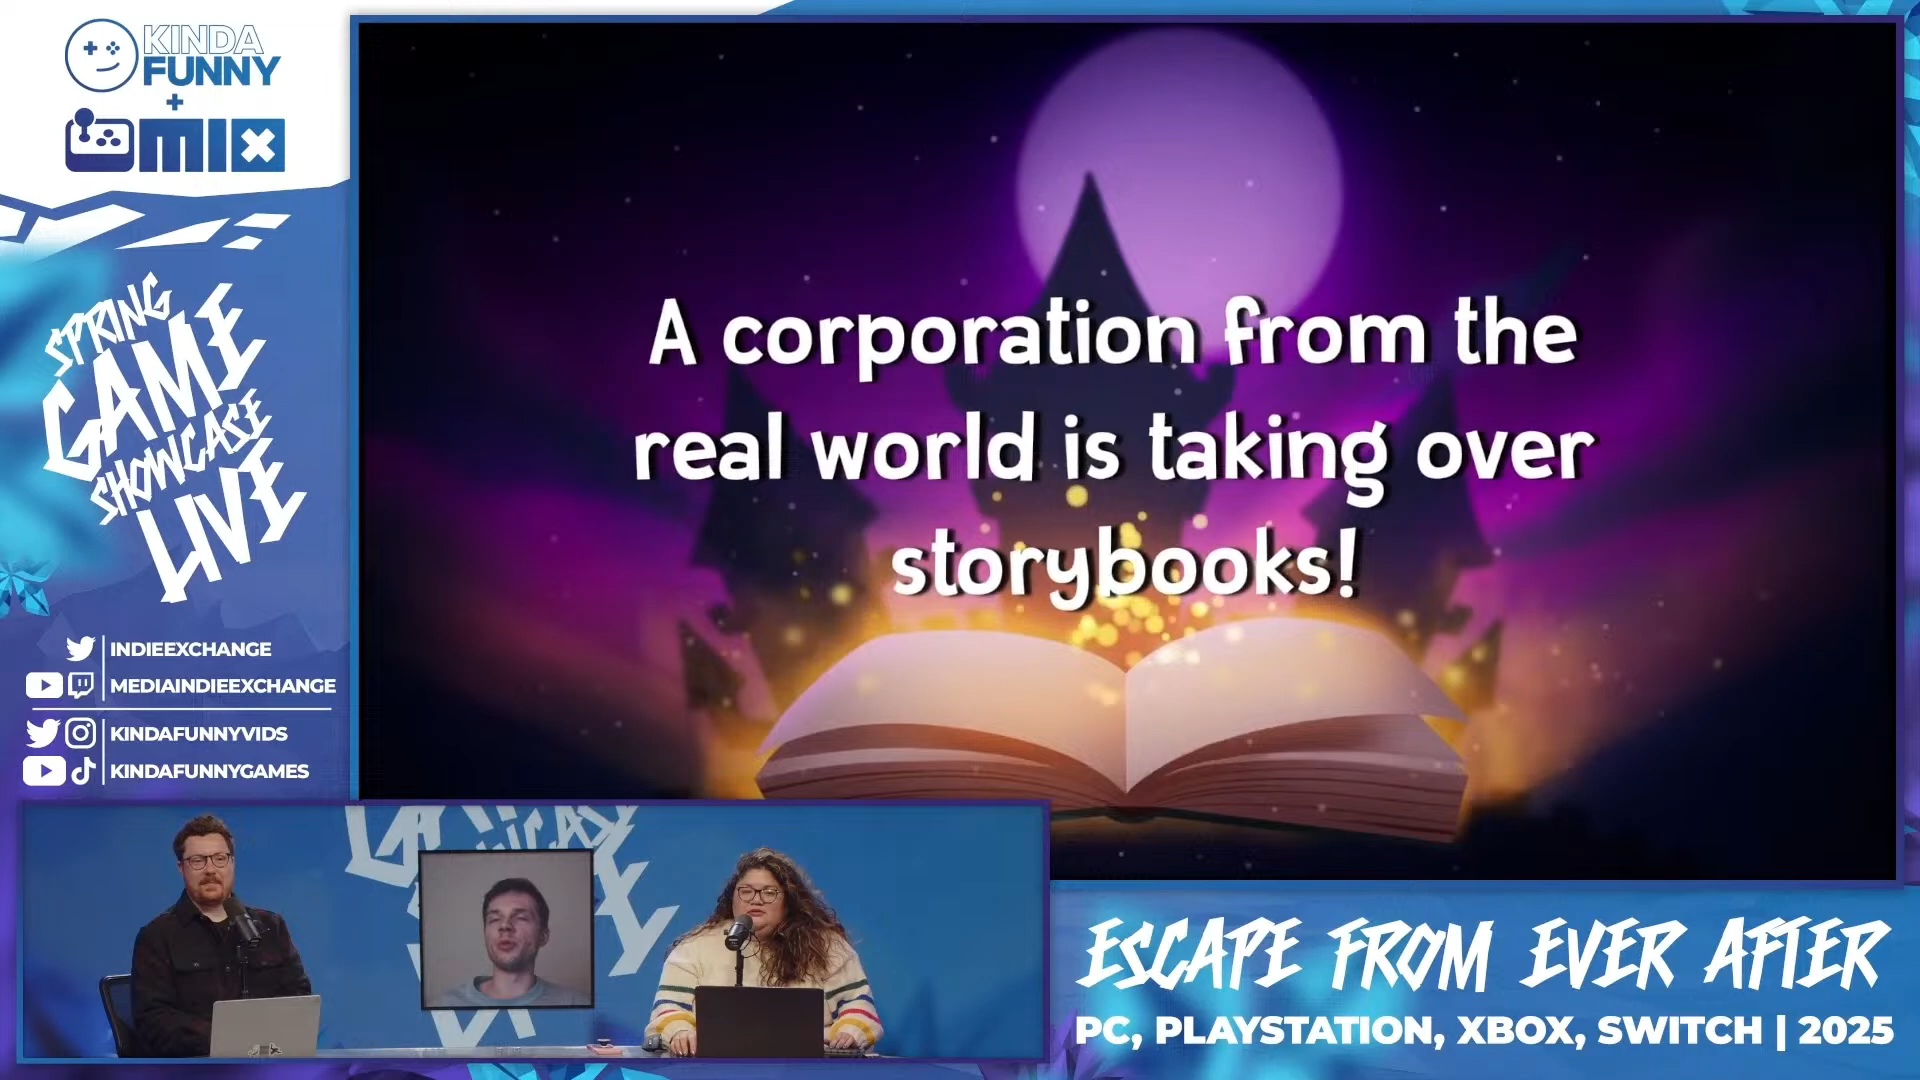 KINDA
FUNNY
+
MIX
SPRING
GAME
SHOWCASE
LIVE
INDIEEXCHANGE
MEDIAINDIEEXCHANGE
KINDAFUNNYVIDS
KINDAFUNNYGAMES
A corporation from the
real world is taking over
storybooks!
ESCAPE FROM EVER AFTER
PC, PLAYSTATION, XBOX, SWITCH | 2025